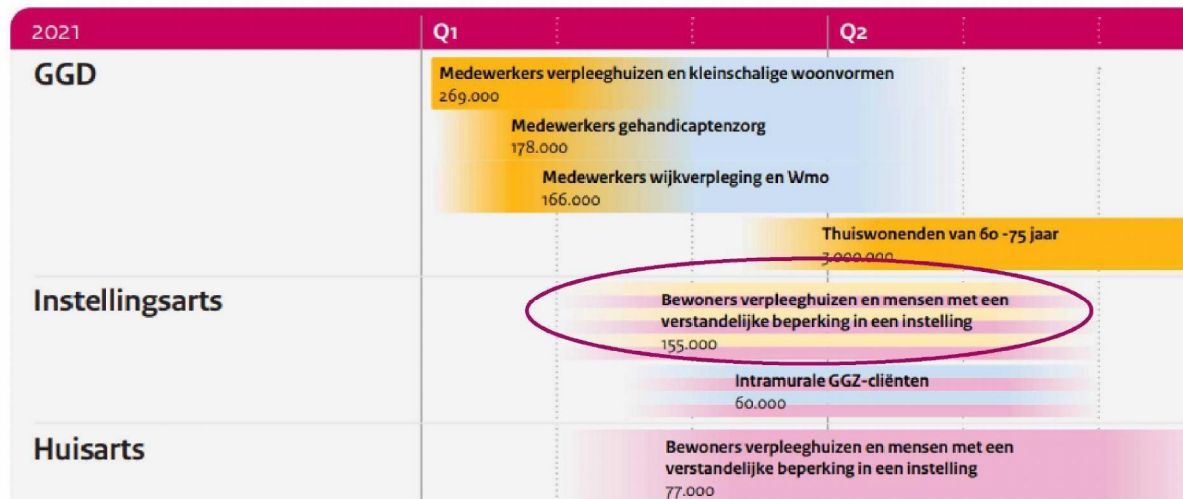 2021 Q1 Q2
GGD
Medewerkers verpleeghuizen en kleinschalige woonvormen
269.000
Medewerkers gehandicaptenzorg
178.000
Medewerkers wijkverpleging en Wmo
166.000
Thuiswonenden van 60 -75 jaar
3.000.000
Instellingsarts
Bewoners verpleeghuizen en mensen met een
verstandelijke beperking in een instelling
155.000
Intramurale GGZ-cliënten
60.000
Huisarts
Bewoners verpleeghuizen en mensen met een
verstandelijke beperking in een instelling
77.000